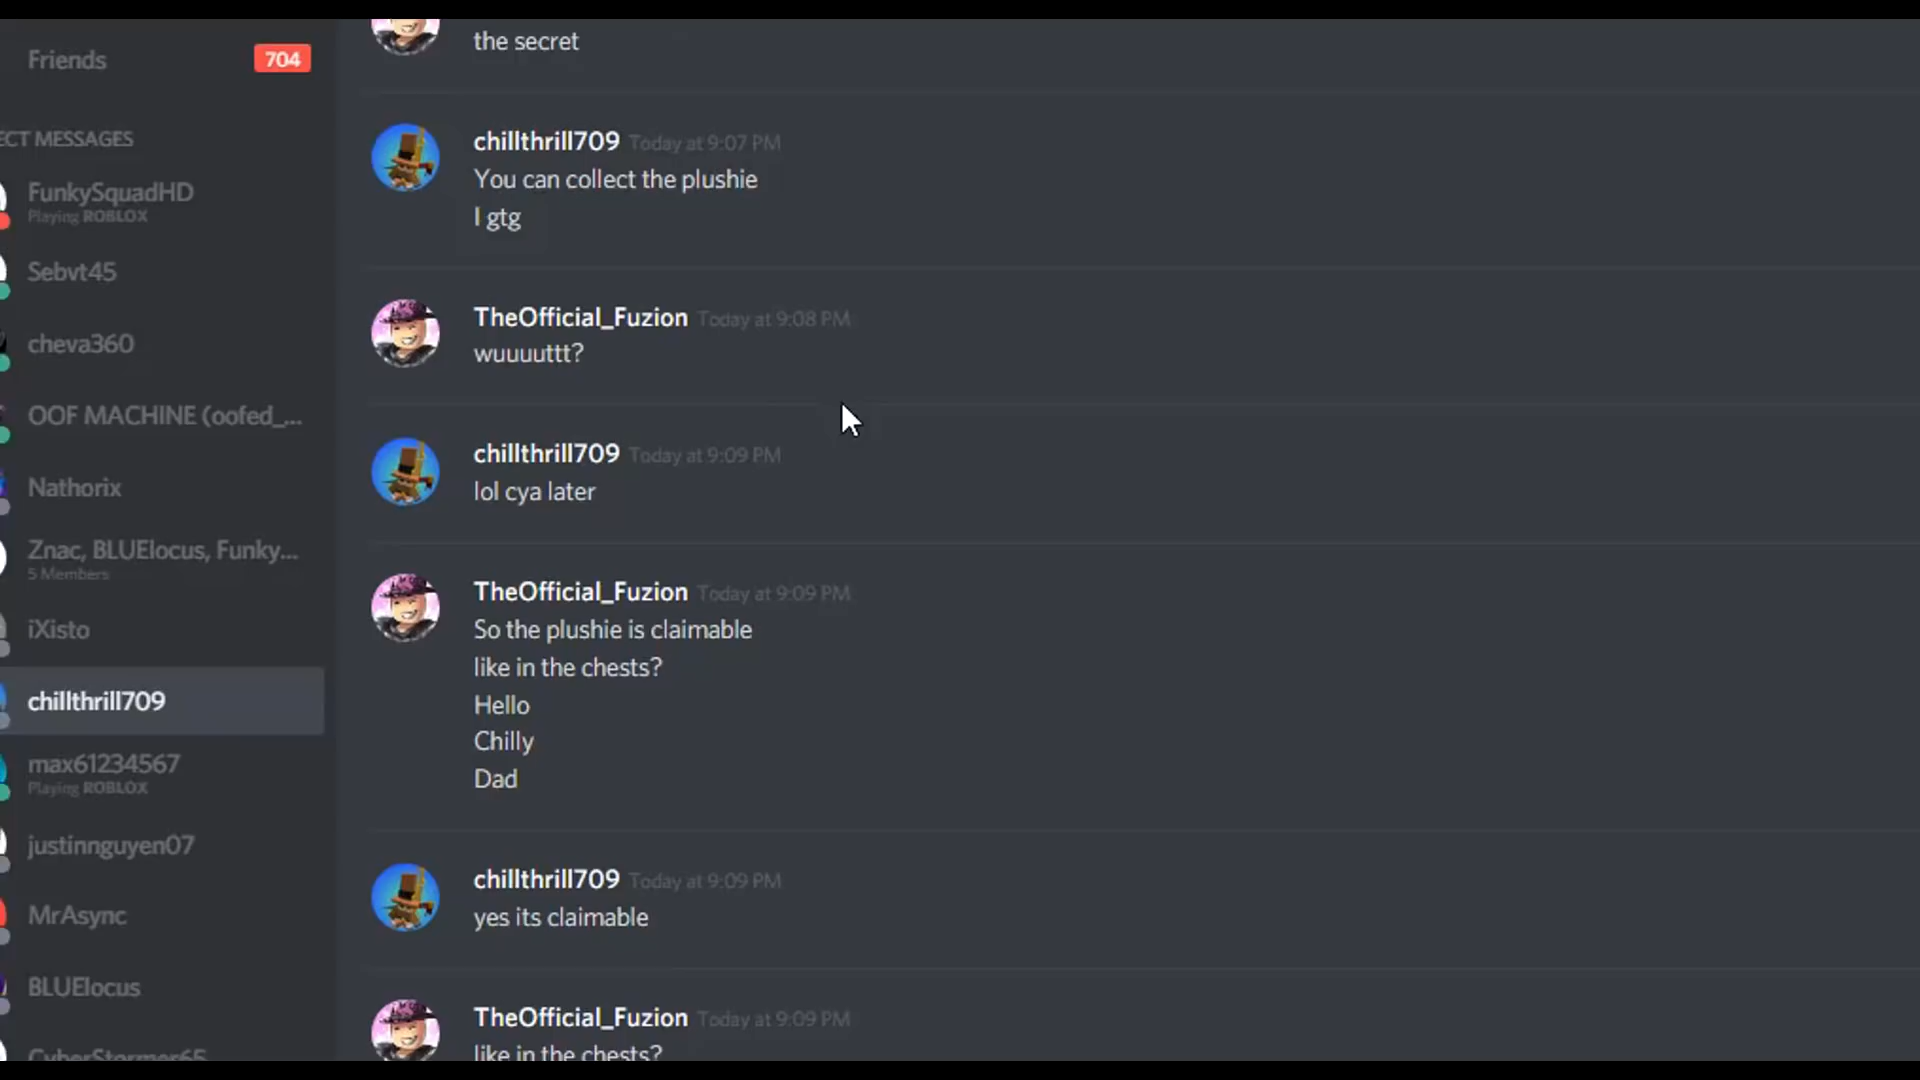 Friends
704
ECT MESSAGES
FunkySquadHD
Playing ROBLOX
Sebvt45
cheva360
OOF MACHINE (oofed_...
Nathorix
Znac, BLUElocus, Funky...
5 Members
iXisto
chillthrill709
max61234567
Playing ROBLOX
justinnguyen07
MrAsync
BLUElocus
CyberStormer65
the secret
chillthrill709 Today at 9:07 PM
You can collect the plushie
I gtg
TheOfficial_Fuzion Today at 9:08 PM
wuuuuttt?
chillthrill709 Today at 9:09 PM
lol cya later
TheOfficial_Fuzion Today at 9:09 PM
So the plushie is claimable
like in the chests?
Hello
Chilly
Dad
chillthrill709 Today at 9:09 PM
yes its claimable
TheOfficial_Fuzion Today at 9:09 PM
like in the chests?